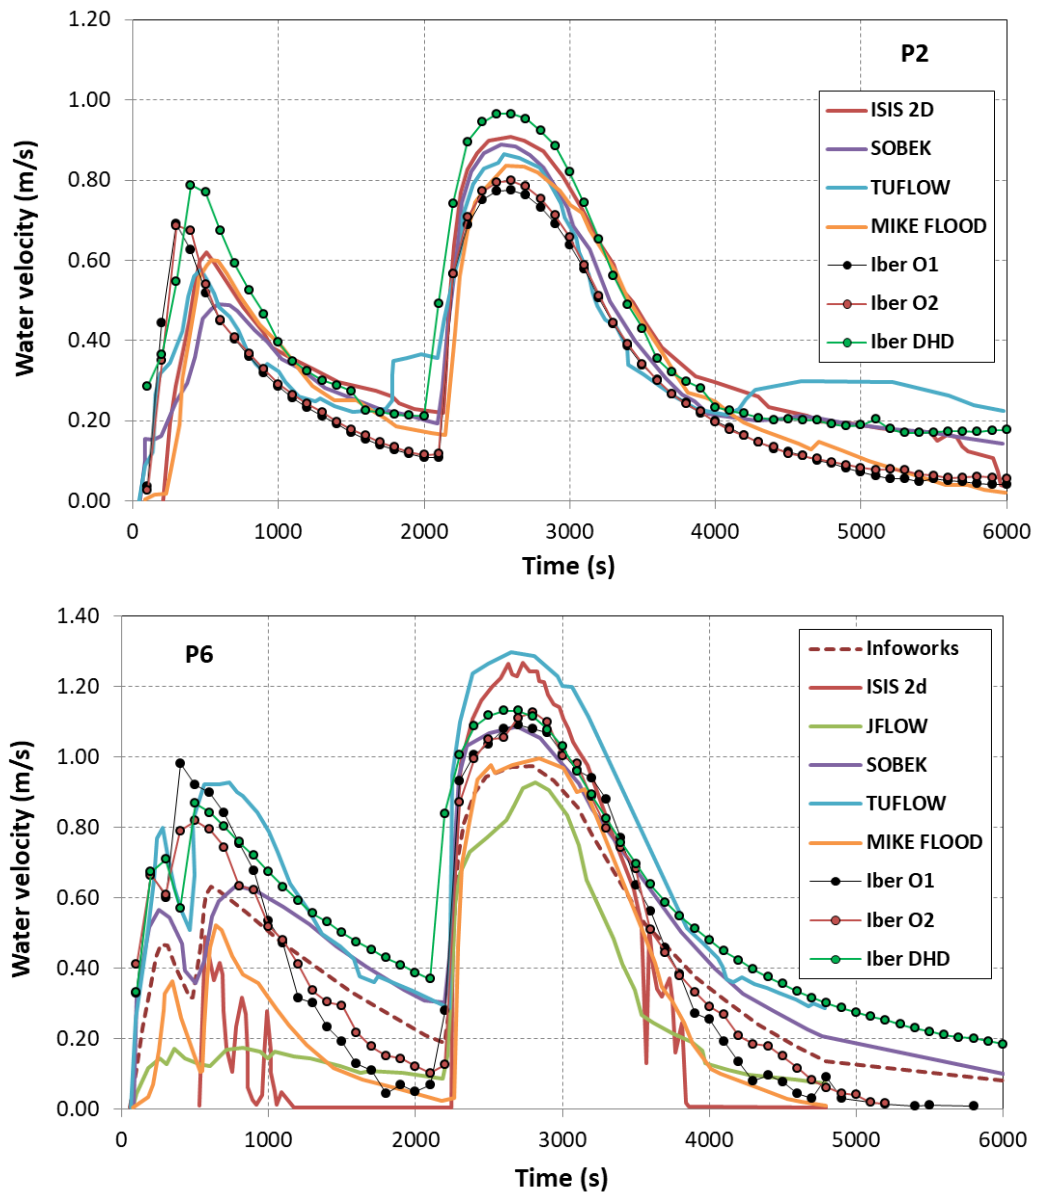 1.20
P2
1.00
ISIS 2D
SOBEK
0.80
TUFLOW
MIKE FLOOD
0.60
Iber O1
Iber O2
0.40
Iber DHD
0.20
0.00
Water velocity (m/s)
0 1000 2000 3000 4000 5000 6000
Time (s)
1.40
P6
Infoworks
1.20
ISIS 2d
JFLOW
1.00
SOBEK
TUFLOW
0.80
MIKE FLOOD
Iber O1
0.60
Iber O2
0.40
Iber DHD
0.20
0.00
Water velocity (m/s)
0 1000 2000 3000 4000 5000 6000
Time (s)